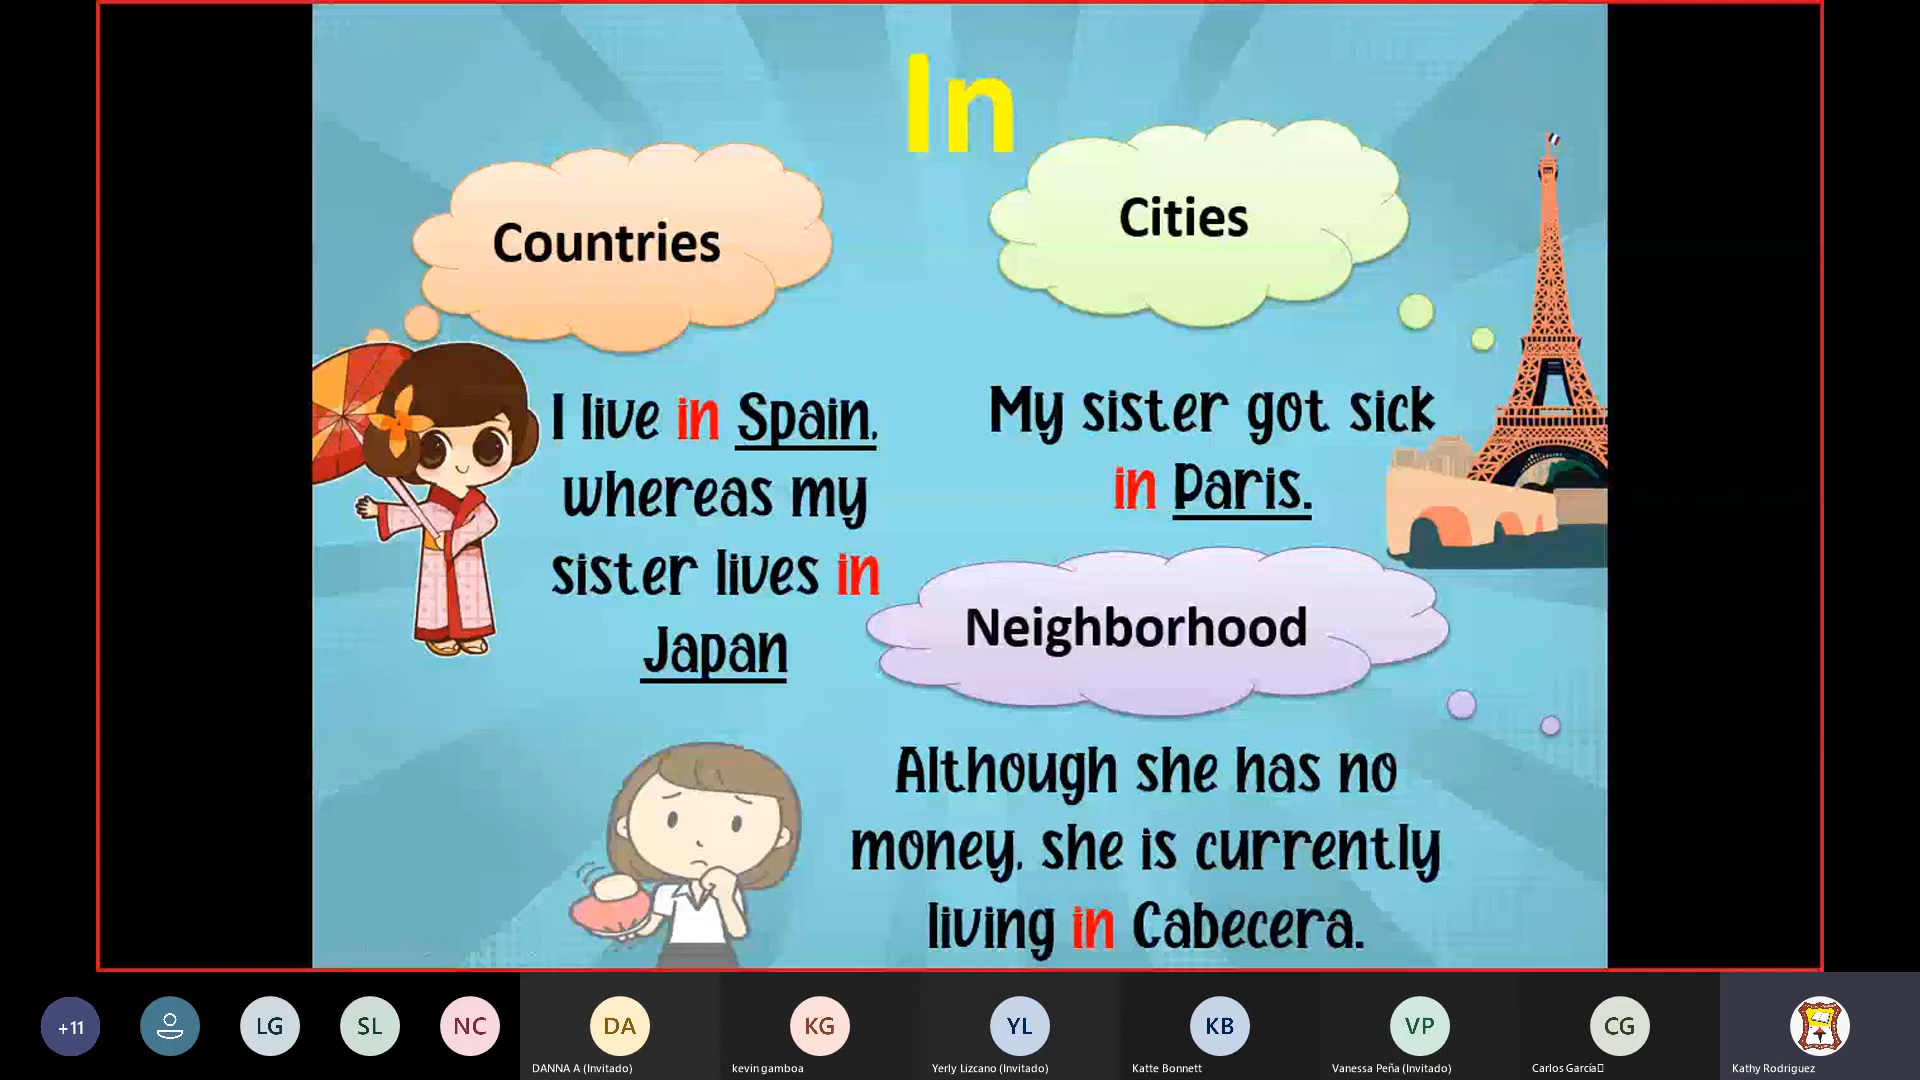 In
Countries
Cities
I live in Spain,
whereas my
sister lives in
Japan
My sister got sick
in Paris.
Neighborhood
Although she has no
money, she is currently
living in Cabecera.
+11
LG
SL
NC
DA
KG
YL
KB
VP
CG
DANNA A (Invitado)
kevin gamboa
Yerly Lizcano (Invitado)
Katte Bonnett
Vanessa Peña (Invitado)
Carlos García
Kathy Rodriguez